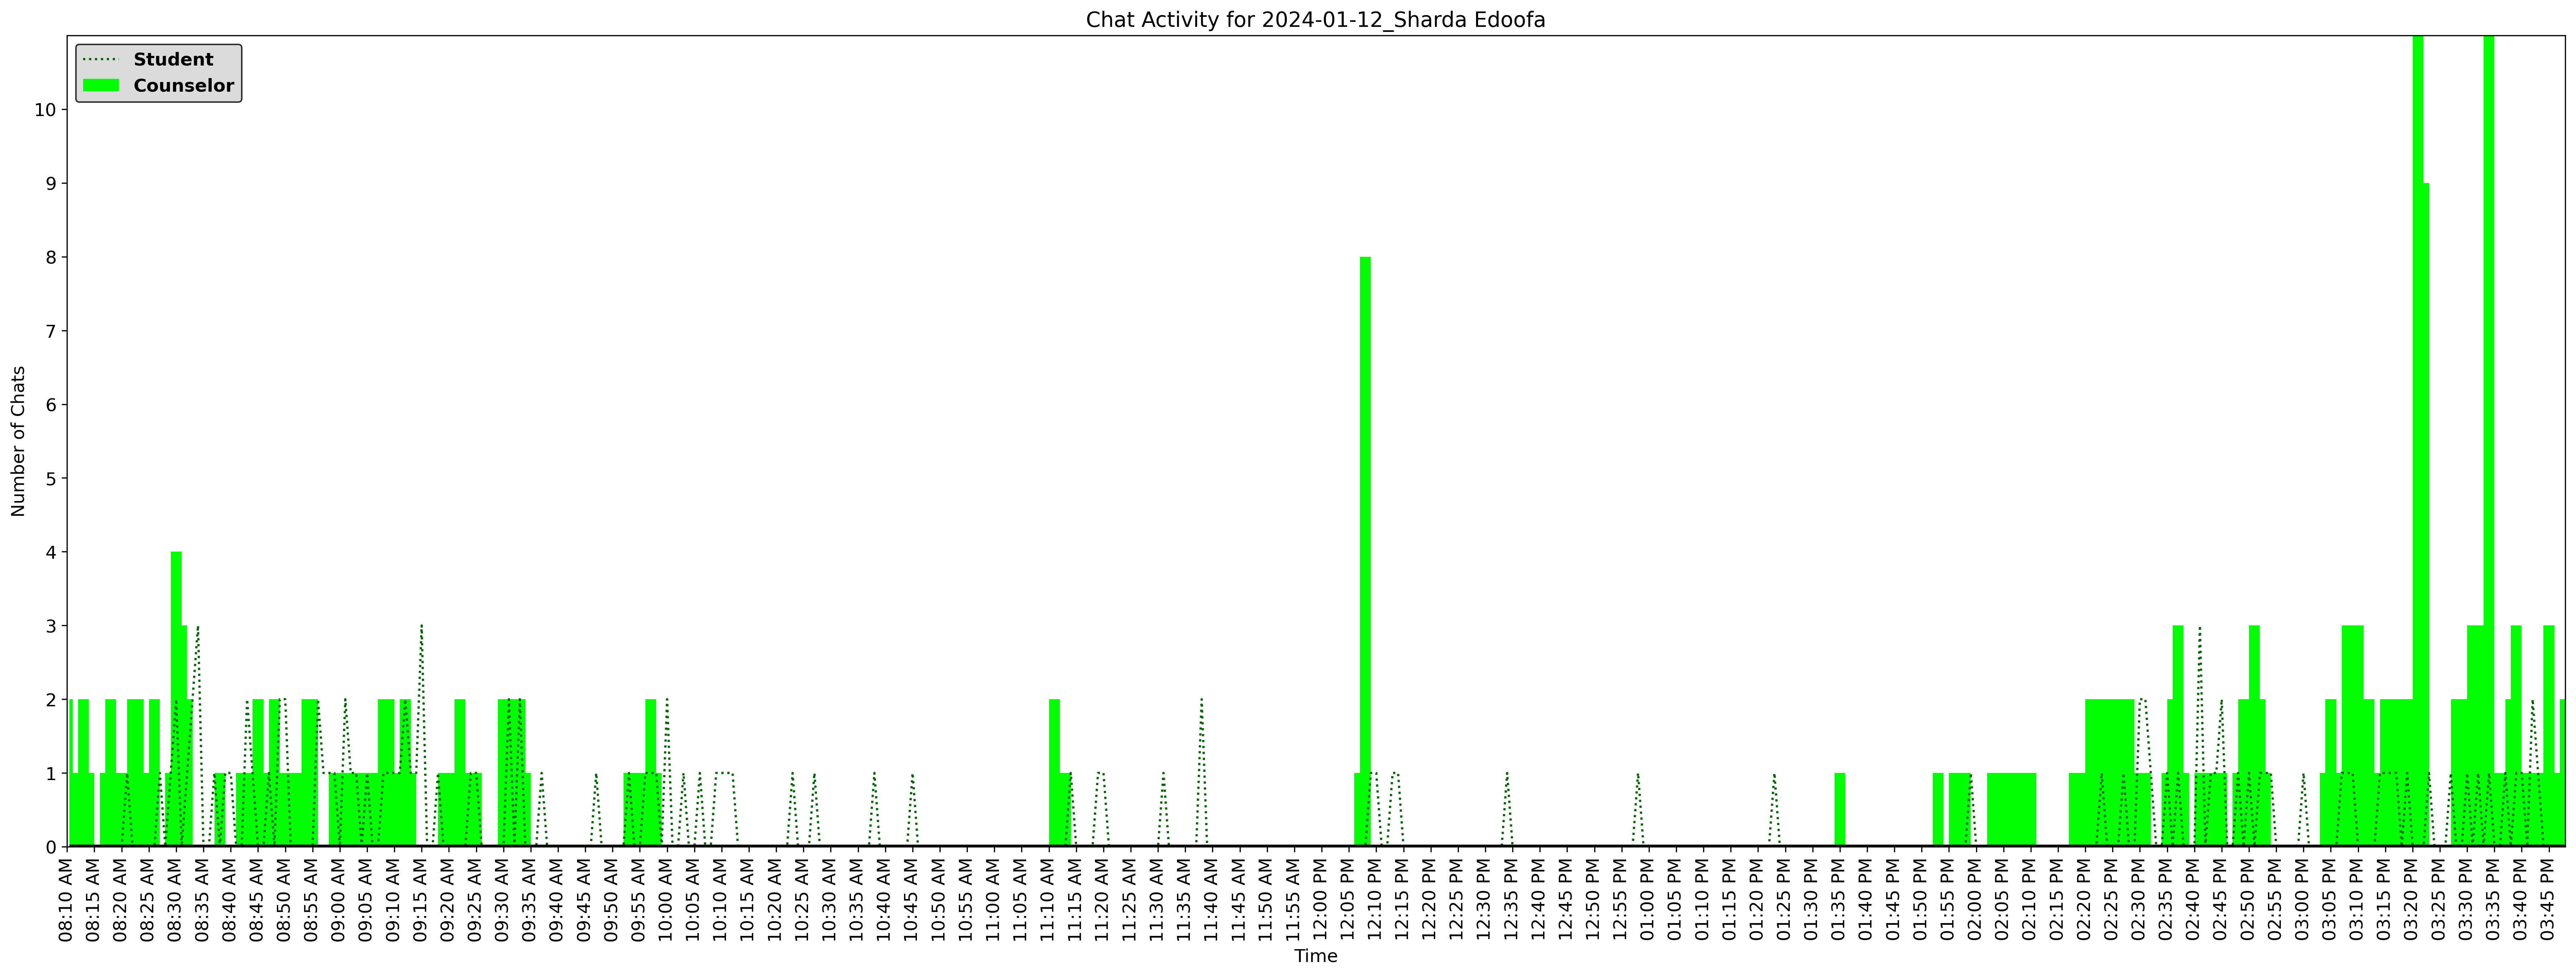 Chat Activity for 2024-01-12_Sharda Edoofa
Student
Counselor
Number of Chats
10
9
8
7
6
5
4
3
2
1
0
08:10 AM
08:15 AM
08:20 AM
08:25 AM
08:30 AM
08:35 AM
08:40 AM
08:45 AM
08:50 AM
08:55 AM
09:00 AM
09:05 AM
09:10 AM
09:15 AM
09:20 AM
09:25 AM
09:30 AM
09:35 AM
09:40 AM
09:45 AM
09:50 AM
09:55 AM
10:00 AM
10:05 AM
10:10 AM
10:15 AM
10:20 AM
10:25 AM
10:30 AM
10:35 AM
10:40 AM
10:45 AM
10:50 AM
10:55 AM
11:00 AM
11:05 AM
11:10 AM
11:15 AM
11:20 AM
11:25 AM
11:30 AM
11:35 AM
11:40 AM
11:45 AM
11:50 AM
11:55 AM
12:00 PM
12:05 PM
12:10 PM
12:15 PM
12:20 PM
12:25 PM
12:30 PM
12:35 PM
12:40 PM
12:45 PM
12:50 PM
12:55 PM
01:00 PM
01:05 PM
01:10 PM
01:15 PM
01:20 PM
01:25 PM
01:30 PM
01:35 PM
01:40 PM
01:45 PM
01:50 PM
01:55 PM
02:00 PM
02:05 PM
02:10 PM
02:15 PM
02:20 PM
02:25 PM
02:30 PM
02:35 PM
02:40 PM
02:45 PM
02:50 PM
02:55 PM
03:00 PM
03:05 PM
03:10 PM
03:15 PM
03:20 PM
03:25 PM
03:30 PM
03:35 PM
03:40 PM
03:45 PM
Time